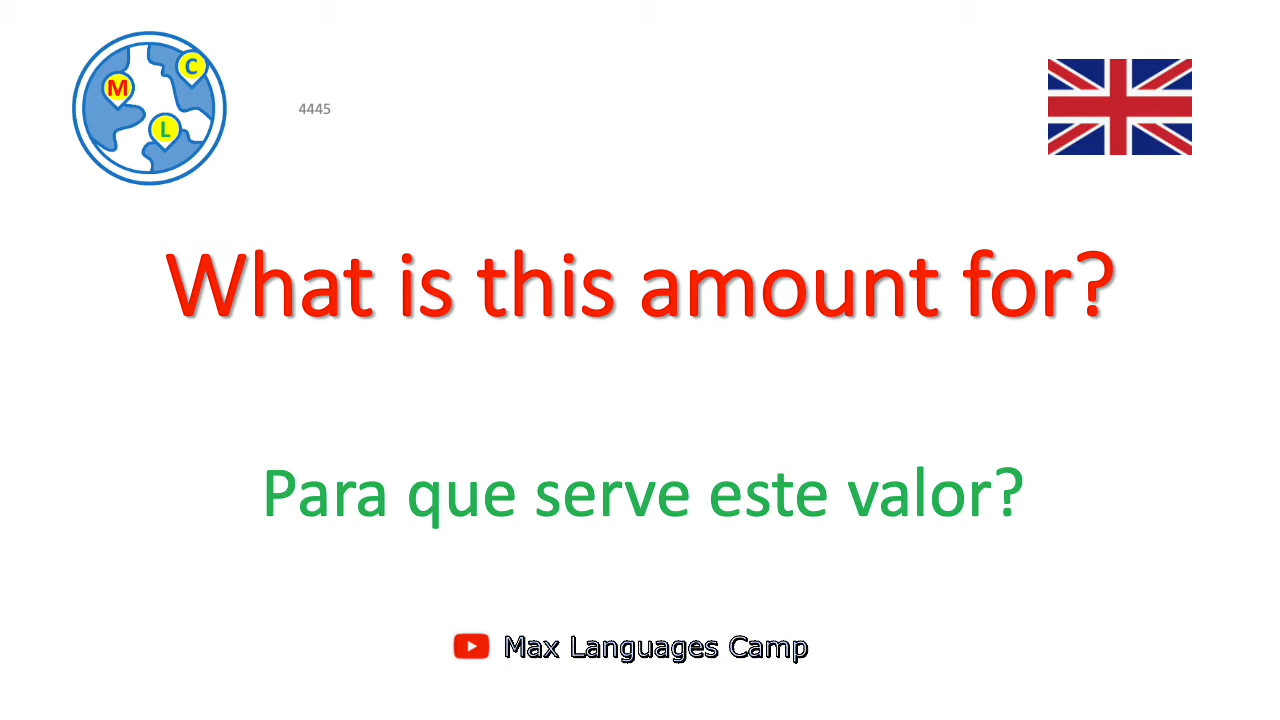 M
C
L
4445
What is this amount for?
Para que serve este valor?
Max Languages Camp